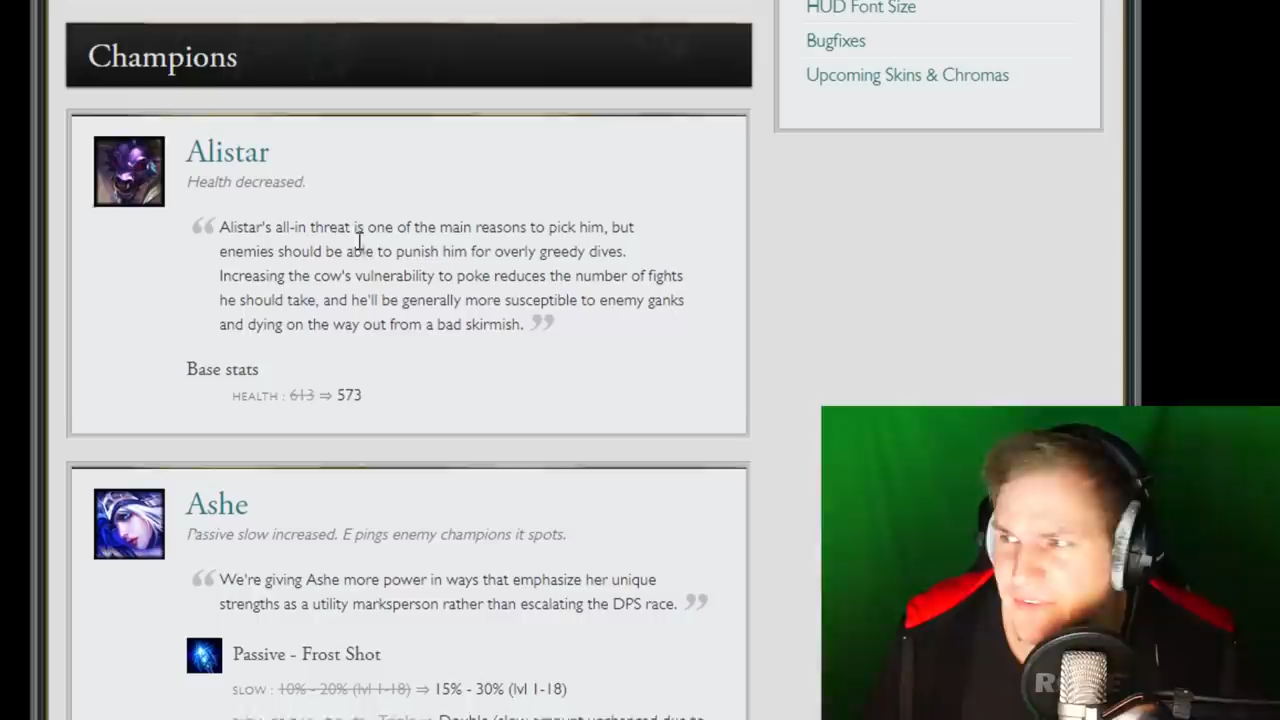 HUD Font Size
Bugfixes
Upcoming Skins & Chromas
Champions
Alistar
Health decreased.
Alistar's all-in threat is one of the main reasons to pick him, but
enemies should be able to punish him for overly greedy dives.
Increasing the cow's vulnerability to poke reduces the number of fights
he should take, and he'll be generally more susceptible to enemy ganks
and dying on the way out from a bad skirmish.
Base stats
HEALTH : 613 ⇒ 573
Ashe
Passive slow increased. E pings enemy champions it spots.
We're giving Ashe more power in ways that emphasize her unique
strengths as a utility marksperson rather than escalating the DPS race.
Passive - Frost Shot
SLOW : 10% - 20% (lvl 1-18) ⇒ 15% - 30% (lvl 1-18)